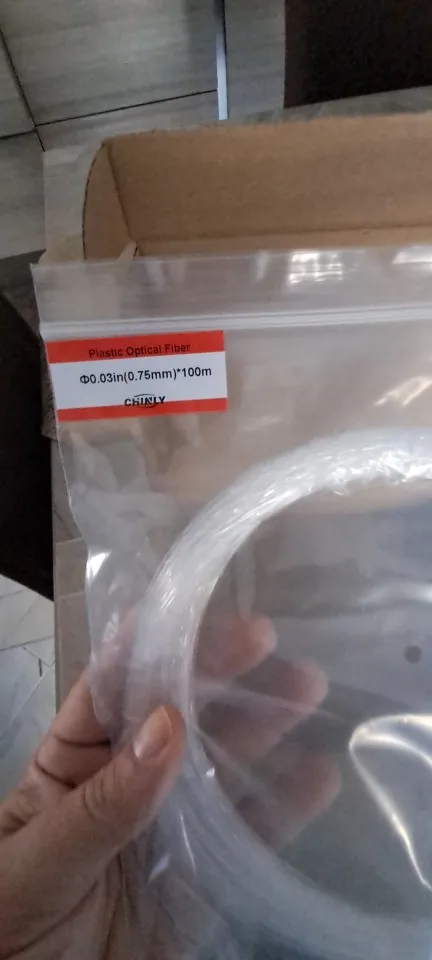 Plastic Optical Fiber
Φ0.03in(0.75mm)*100m
CHINLY